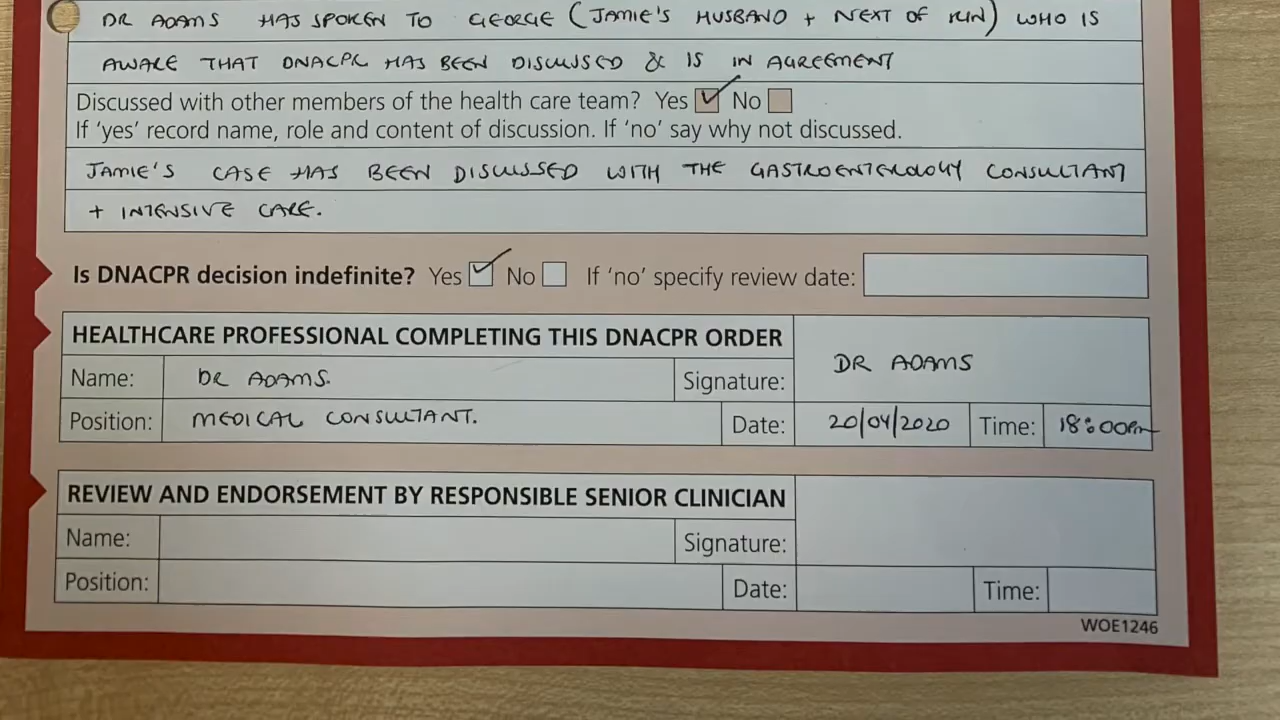 DR ADAMS HAS SPOKEN TO GEORGE (JAMIE'S HUSBAND + NEXT OF KIN) WHO IS
AWARE THAT DNACPR HAS BEEN DISCUSSED & IS IN AGREEMENT
Discussed with other members of the health care team? Yes No
If 'yes' record name, role and content of discussion. If 'no' say why not discussed.
JAMIE'S CASE HAS BEEN DISCUSSED WITH THE GASTROENTEROLOGY CONSULTANT
+ INTENSIVE CARE.
Is DNACPR decision indefinite? Yes No If 'no' specify review date:
HEALTHCARE PROFESSIONAL COMPLETING THIS DNACPR ORDER
Name: DR ADAMS. Signature: DR ADAMS
Position: MEDICAL CONSULTANT. Date: 20/04/2020 Time: 18:00pm
REVIEW AND ENDORSEMENT BY RESPONSIBLE SENIOR CLINICIAN
Name: Signature:
Position: Date: Time:
WOE1246